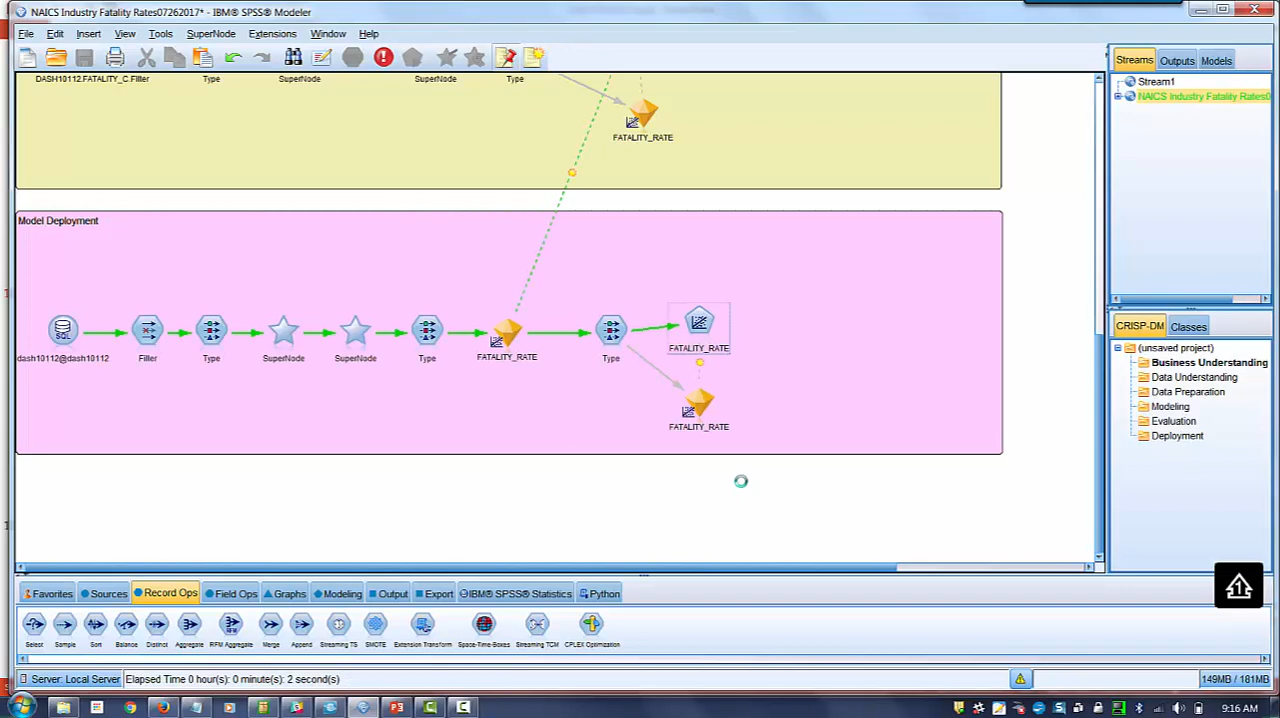 NAICS Industry Fatality Rates07262017* - IBM® SPSS® Modeler
File Edit Insert View Tools SuperNode Extensions Window Help
DASH10112.FATALITY_C.Filler Type SuperNode SuperNode Type
FATALITY_RATE
Model Deployment
SQL
FATALITY_RATE
dash10112@dash10112 Filler Type SuperNode SuperNode Type FATALITY_RATE Type
FATALITY_RATE
Streams Outputs Models
Stream1
NAICS Industry Fatality Rates0
CRISP-DM Classes
(unsaved project)
Business Understanding
Data Understanding
Data Preparation
Modeling
Evaluation
Deployment
Favorites Sources Record Ops Field Ops Graphs Modeling Output Export IBM® SPSS® Statistics Python
Select Sample Sort Balance Distinct Aggregate RFM Aggregate Merge Append Streaming TS SMOTE Extension Transform Space-Time-Boxes Streaming TCM CPLEX Optimization
Server: Local Server Elapsed Time 0 hour(s): 0 minute(s): 2 second(s) 149MB / 181MB
9:16 AM